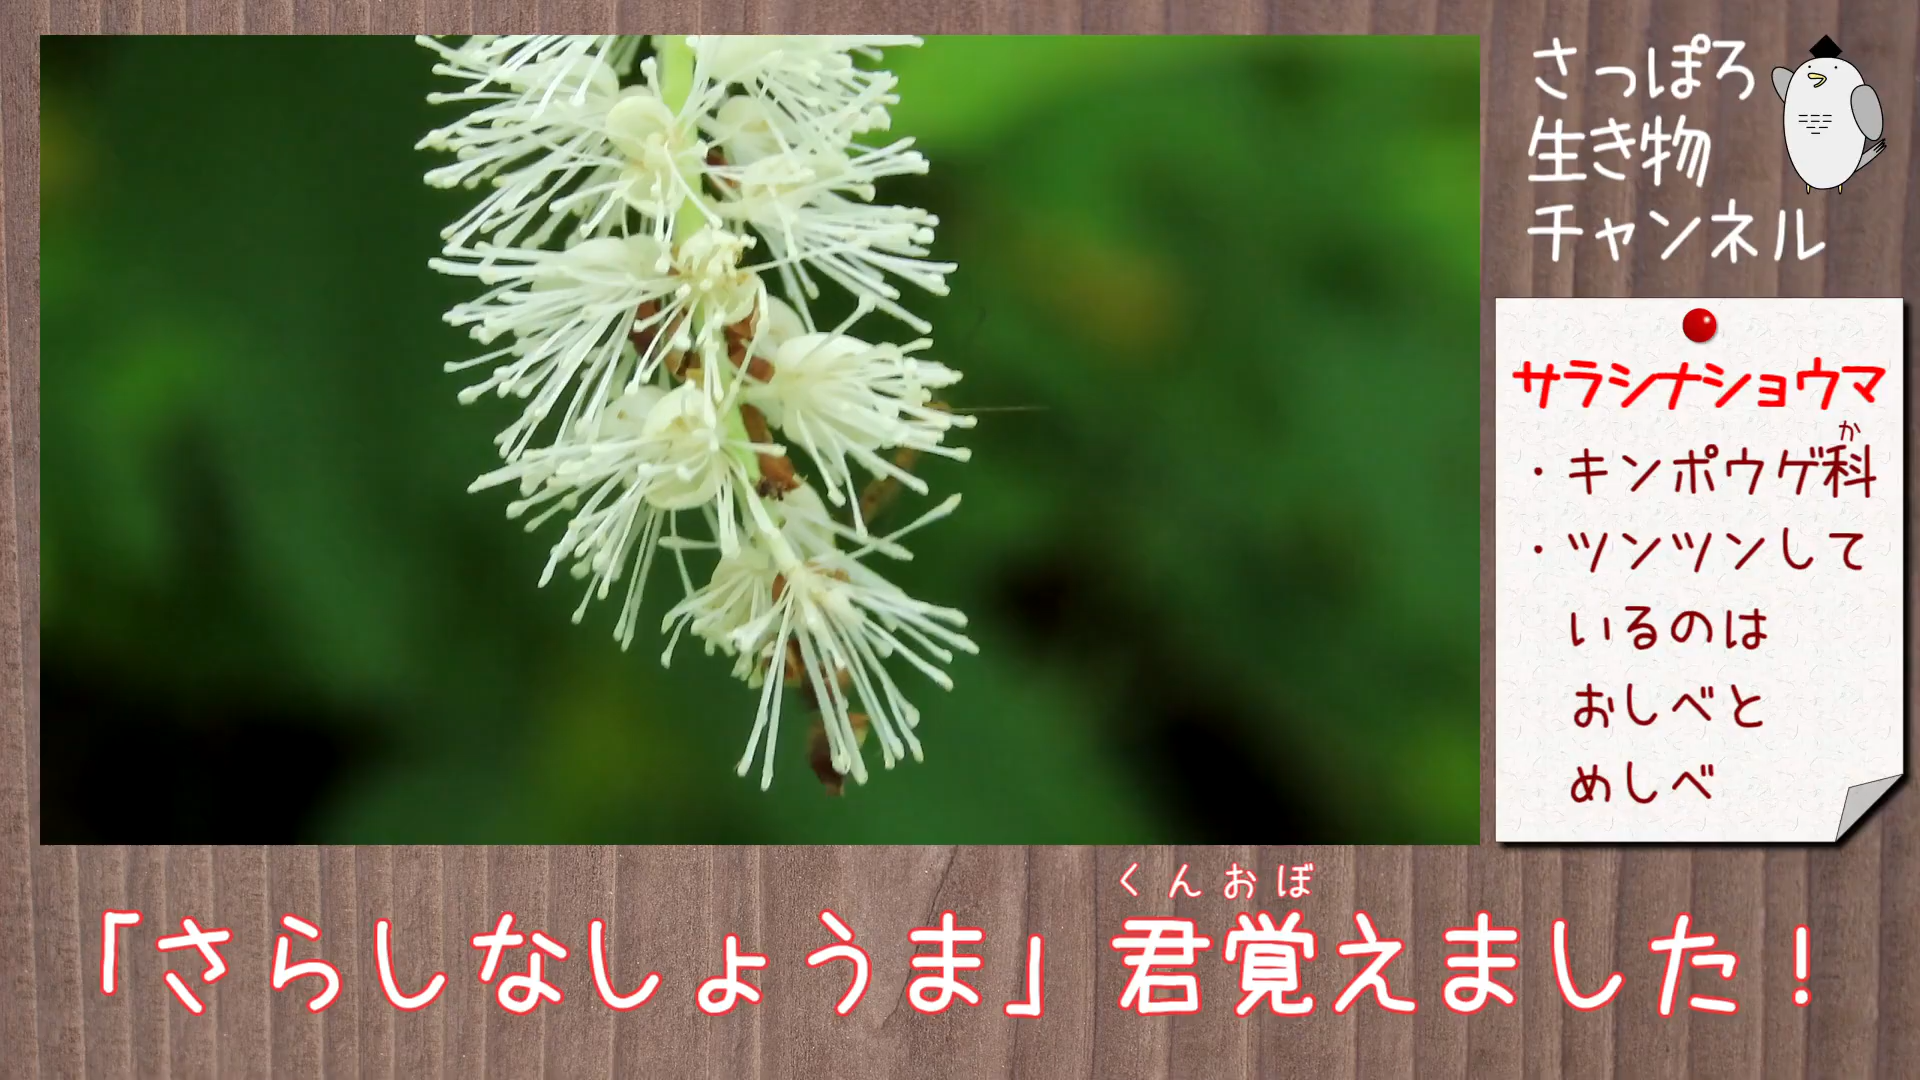 さっぽろ
生き物
チャンネル
サラシナショウマ
か
・キンポウゲ科
・ツンツンして
いるのは
おしべと
めしべ
くんおぼ
「さらしなしょうま」君覚えました！